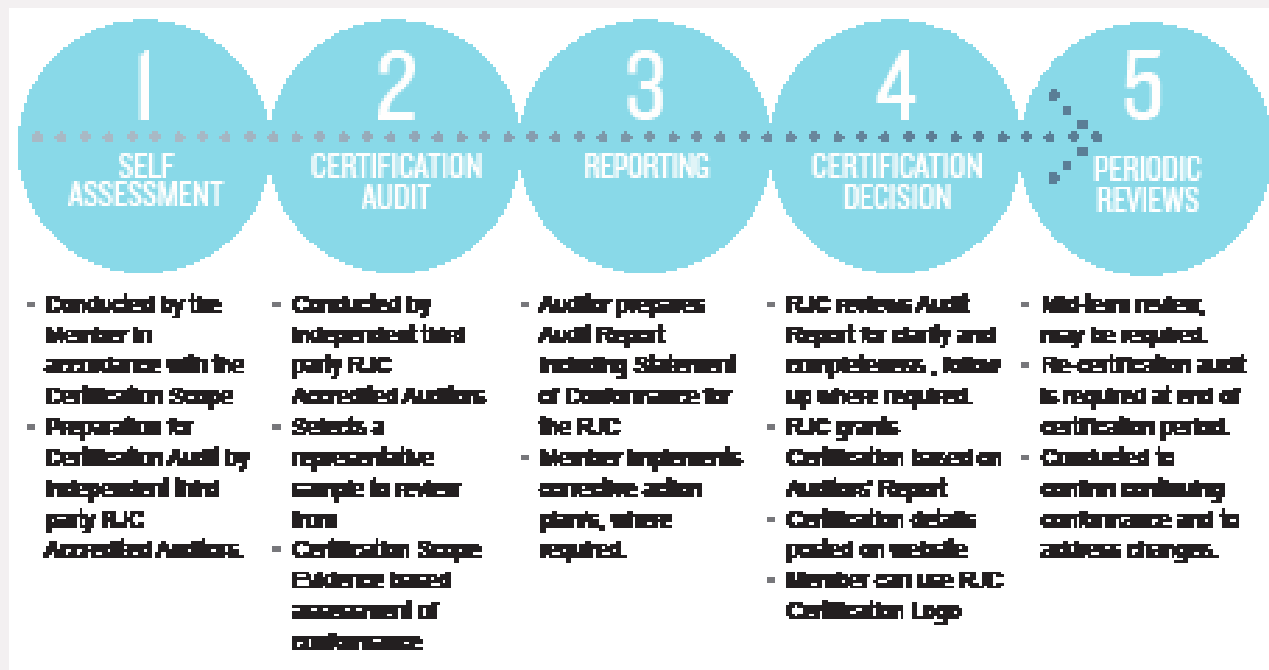 1
SELF
ASSESSMENT
- Conducted by the
Member in
accordance with the
Certification Scope
- Preparation for
Certification Audit by
Independent third
party RJC
Accredited Auditors.
2
CERTIFICATION
AUDIT
- Conducted by
independent third
party RJC
Accredited Auditors
- Selects a
representative
sample to review
from
- Certification Scope
Evidence based
assessment of
conformance
3
REPORTING
- Auditor prepares
Audit Report
including Statement
of Conformance for
the RJC
- Member implements
corrective action
plants, where
required.
4
CERTIFICATION
DECISION
- RJC reviews Audit
Report for clarity and
completeness , follow
up where required.
- RJC grants
Certification based on
Auditors' Report
- Certification details
posted on website
- Member can use RJC
Certification Logo
5
PERIODIC
REVIEWS
- Mid-term review,
may be required.
- Re-certification audit
is required at end of
certification period.
- Conducted to
confirm continuing
conformance and to
address changes.